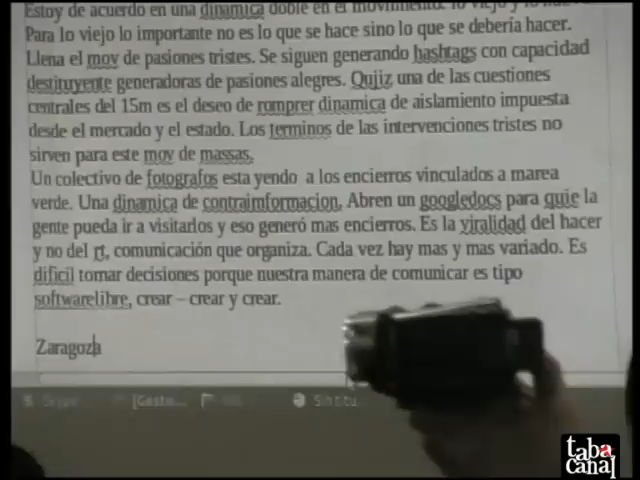 Estoy de acuerdo en una dinamica doble en el movimiento: lo viejo y lo
Para lo viejo lo importante no es lo que se hace sino lo que se debería hacer.
Llena el mov de pasiones tristes. Se siguen generando hashtags con capacidad
destituyente generadoras de pasiones alegres. Qujiz una de las cuestiones
centrales del 15m es el deseo de romprer dinamica de aislamiento impuesta
desde el mercado y el estado. Los terminos de las intervenciones tristes no
sirven para este mov de massas.
Un colectivo de fotografos esta yendo a los encierros vinculados a marea
verde. Una dinamica de contraimformacion. Abren un googledocs para quie la
gente pueda ir a visitarlos y eso generó mas encierros. Es la viralidad del hacer
y no del rt, comunicación que organiza. Cada vez hay mas y mas variado. Es
dificil tomar decisiones porque nuestra manera de comunicar es tipo
softwarelibre, crear – crear y crear.
Zaragoza
Skype [Gesto...
taba
canal